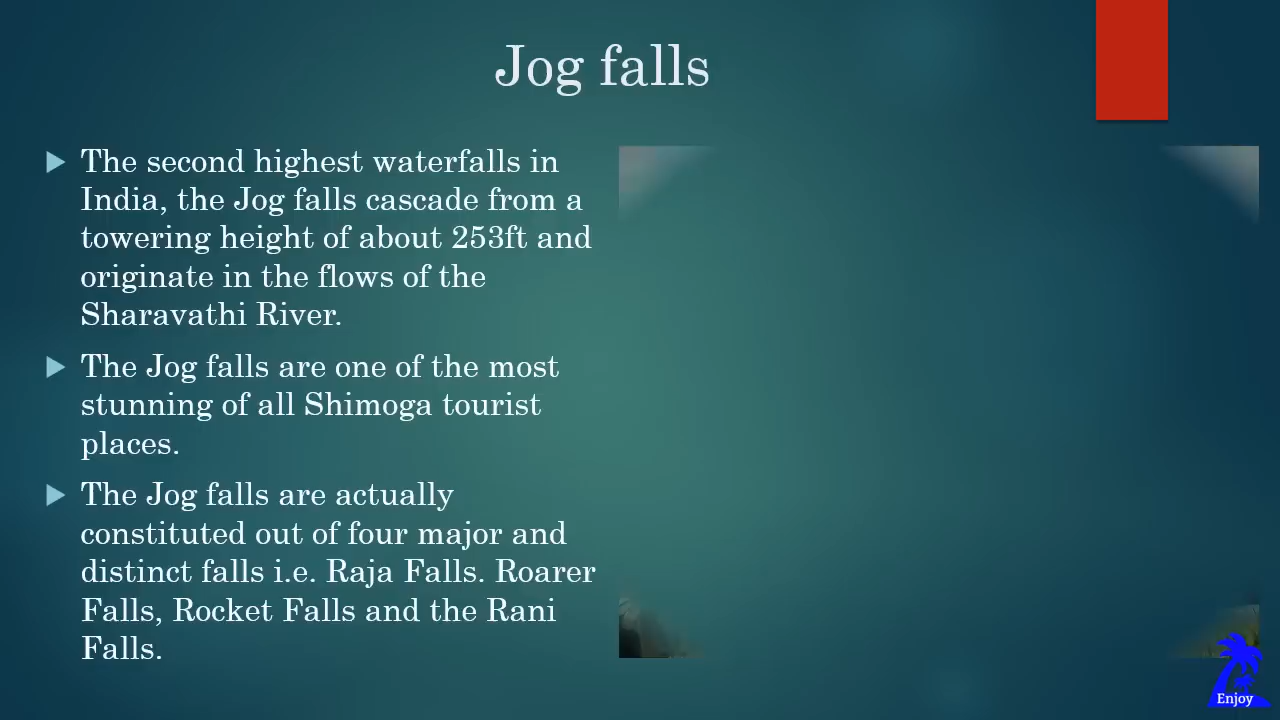 Jog falls
The second highest waterfalls in
India, the Jog falls cascade from a
towering height of about 253ft and
originate in the flows of the
Sharavathi River.
The Jog falls are one of the most
stunning of all Shimoga tourist
places.
The Jog falls are actually
constituted out of four major and
distinct falls i.e. Raja Falls. Roarer
Falls, Rocket Falls and the Rani
Falls.
Enjoy